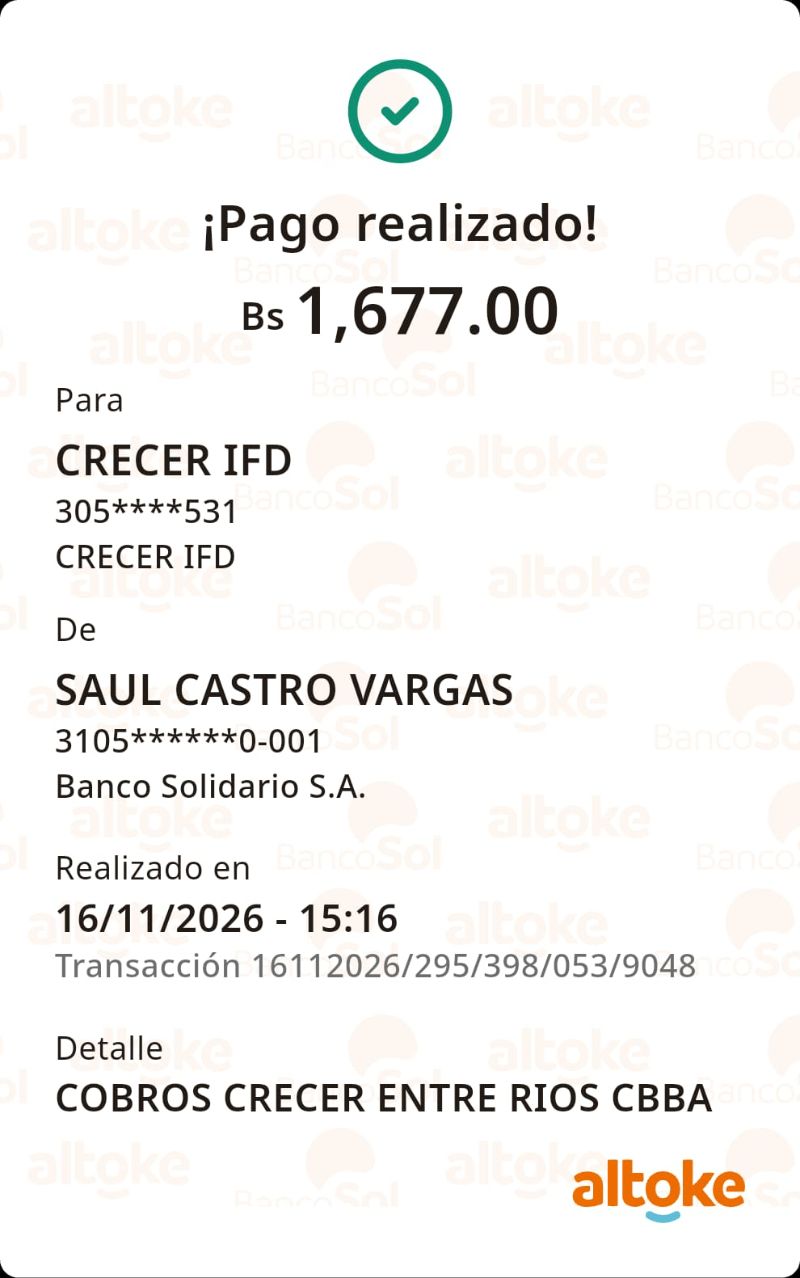 ¡Pago realizado!
Bs 1,677.00
Para
CRECER IFD
305****531
CRECER IFD
De
SAUL CASTRO VARGAS
3105******0-001
Banco Solidario S.A.
Realizado en
16/11/2026 - 15:16
Transacción 16112026/295/398/053/9048
Detalle
COBROS CRECER ENTRE RIOS CBBA
altoke